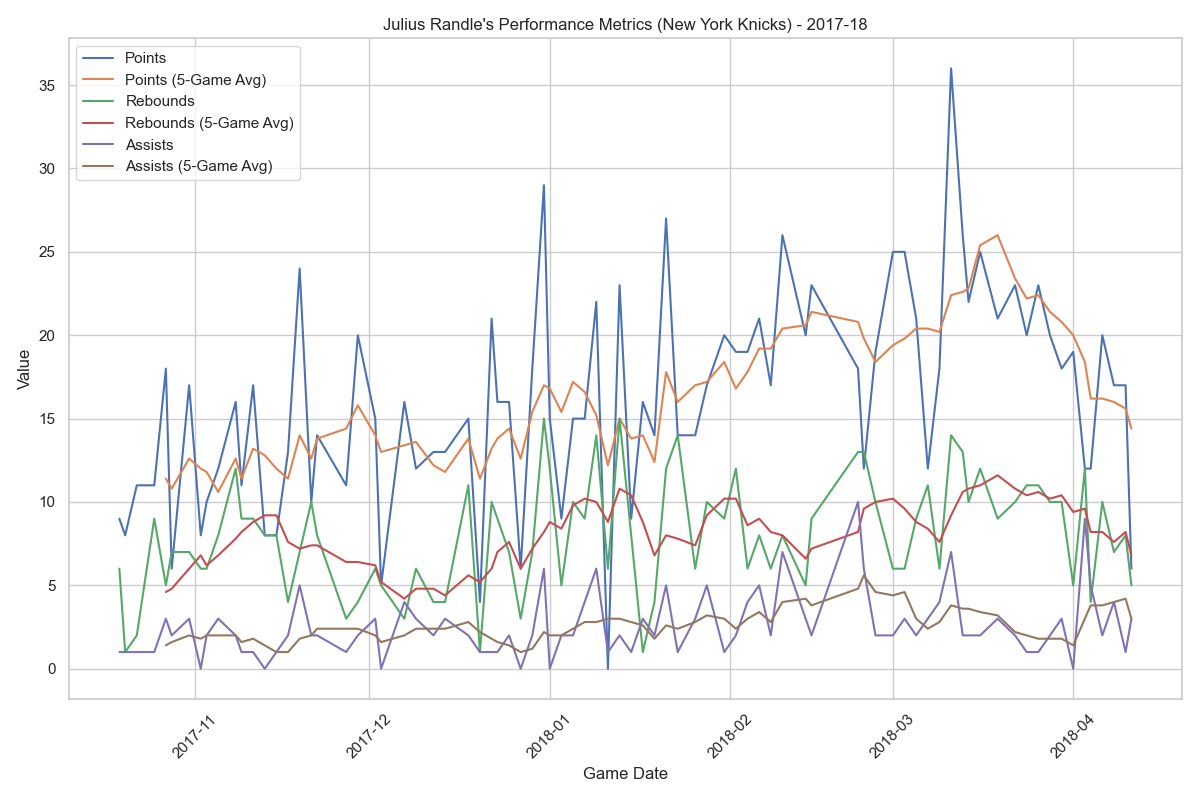 Julius Randle's Performance Metrics (New York Knicks) - 2017-18
Points
Points (5-Game Avg)
Rebounds
Rebounds (5-Game Avg)
Assists
Assists (5-Game Avg)
Value
35
30
25
20
15
10
5
0
2017-11
2017-12
2018-01
2018-02
2018-03
2018-04
Game Date